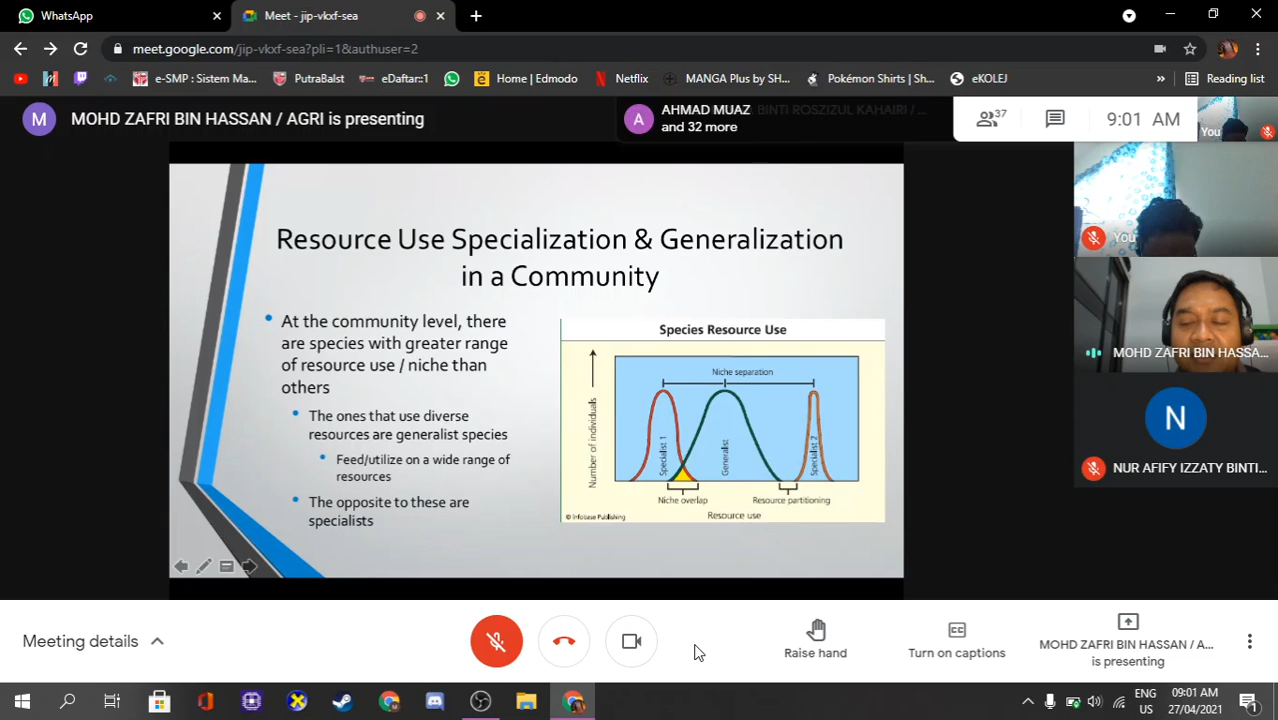 WhatsApp
Meet - jip-vkxf-sea
meet.google.com/jip-vkxf-sea?pli=1&authuser=2
e-SMP : Sistem Ma...
PutraBalst
eDaftar::1
Home | Edmodo
Netflix
MANGA Plus by SH...
Pokémon Shirts | Sh...
eKOLEJ
»
Reading list
M
MOHD ZAFRI BIN HASSAN / AGRI is presenting
A
AHMAD MUAZ BINTI ROSZIZUL KAHAIRI / ...
and 32 more
37
9:01 AM
You
Resource Use Specialization & Generalization
in a Community
At the community level, there
are species with greater range
of resource use / niche than
others
The ones that use diverse
resources are generalist species
Feed/utilize on a wide range of
resources
The opposite to these are
specialists
Species Resource Use
Number of individuals
Niche separation
Specialist 1
Generalist
Specialist 2
Niche overlap
Resource partitioning
Resource use
© Infobase Publishing
You
MOHD ZAFRI BIN HASSA...
N
NUR AFIFY IZZATY BINTI...
Meeting details
Raise hand
Turn on captions
MOHD ZAFRI BIN HASSAN / A...
is presenting
ENG
US
09:01 AM
27/04/2021
1